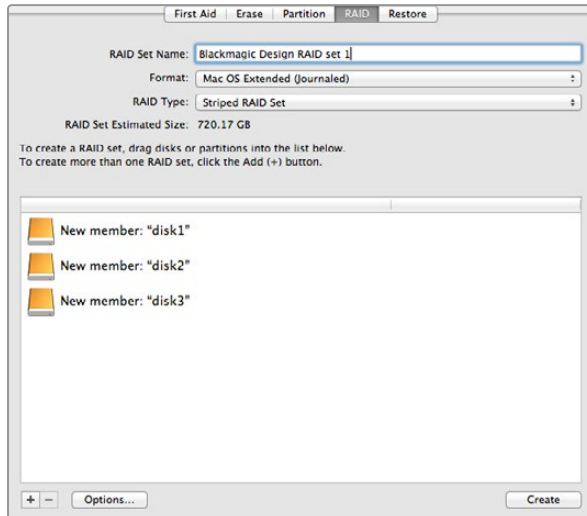 First Aid Erase Partition RAID Restore
RAID Set Name: Blackmagic Design RAID set 1
Format: Mac OS Extended (Journaled)
RAID Type: Striped RAID Set
RAID Set Estimated Size: 720.17 GB
To create a RAID set, drag disks or partitions into the list below.
To create more than one RAID set, click the Add (+) button.
New member: "disk1"
New member: "disk2"
New member: "disk3"
+ − Options... Create